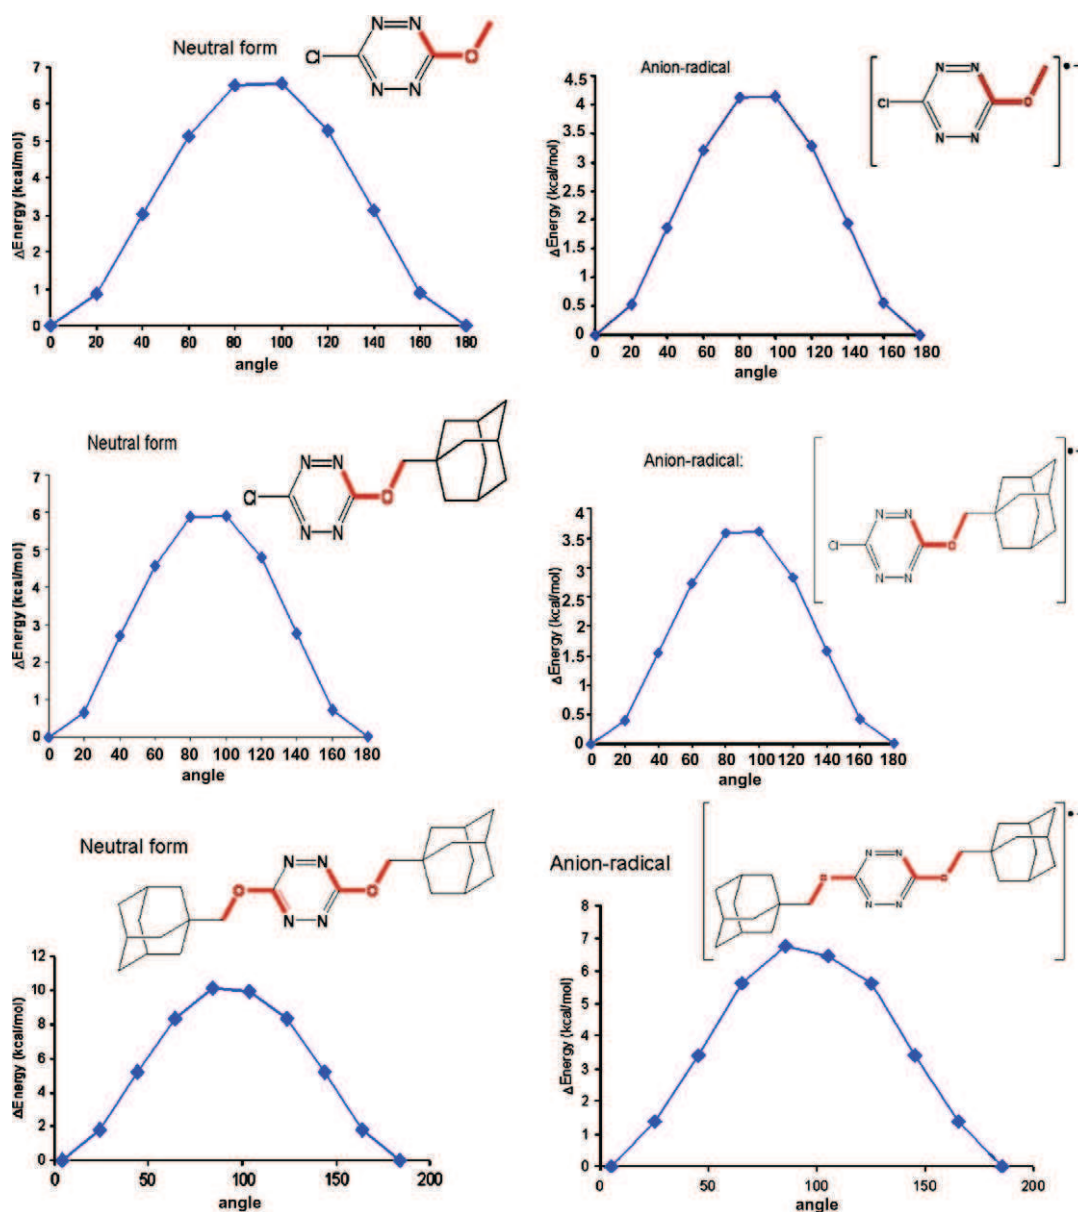 Neutral form
N N
Cl O
N N
ΔEnergy (kcal/mol)
7
6
5
4
3
2
1
0
0 20 40 60 80 100 120 140 160 180
angle
Anion-radical
N N
Cl O
N N
•-
ΔEnergy (kcal/mol)
4.5
4
3.5
3
2.5
2
1.5
1
0.5
0
0 20 40 60 80 100 120 140 160 180
angle
Neutral form
N N
Cl O
N N
ΔEnergy (kcal/mol)
7
6
5
4
3
2
1
0
0 20 40 60 80 100 120 140 160 180
angle
Anion-radical:
N N
Cl O
N N
•-
ΔEnergy (kcal/mol)
4
3.5
3
2.5
2
1.5
1
0.5
0
0 20 40 60 80 100 120 140 160 180
angle
Neutral form
N N
O O
N N
ΔEnergy (kcal/mol)
12
10
8
6
4
2
0
0 50 100 150 200
angle
Anion-radical
N N
O O
N N
•-
ΔEnergy (kcal/mol)
8
7
6
5
4
3
2
1
0
0 50 100 150 200
angle